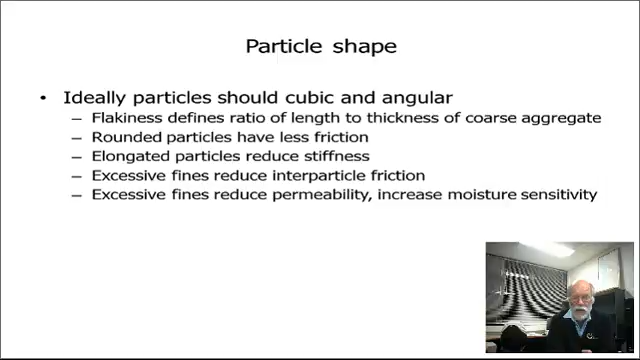 Particle shape
• Ideally particles should cubic and angular
– Flakiness defines ratio of length to thickness of coarse aggregate
– Rounded particles have less friction
– Elongated particles reduce stiffness
– Excessive fines reduce interparticle friction
– Excessive fines reduce permeability, increase moisture sensitivity